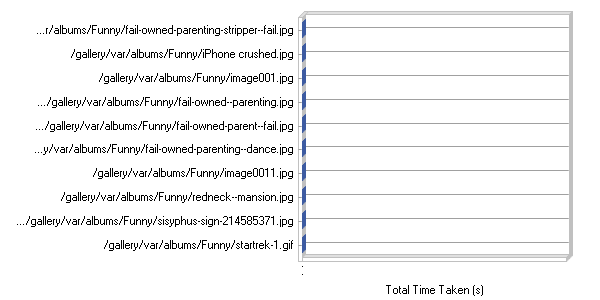 ...r/albums/Funny/fail-owned-parenting-stripper--fail.jpg
/gallery/var/albums/Funny/iPhone crushed.jpg
/gallery/var/albums/Funny/image001.jpg
.../gallery/var/albums/Funny/fail-owned--parenting.jpg
.../gallery/var/albums/Funny/fail-owned-parent--fail.jpg
...y/var/albums/Funny/fail-owned-parenting--dance.jpg
/gallery/var/albums/Funny/image0011.jpg
/gallery/var/albums/Funny/redneck--mansion.jpg
.../gallery/var/albums/Funny/sisyphus-sign-214585371.jpg
/gallery/var/albums/Funny/startrek-1.gif
Total Time Taken (s)